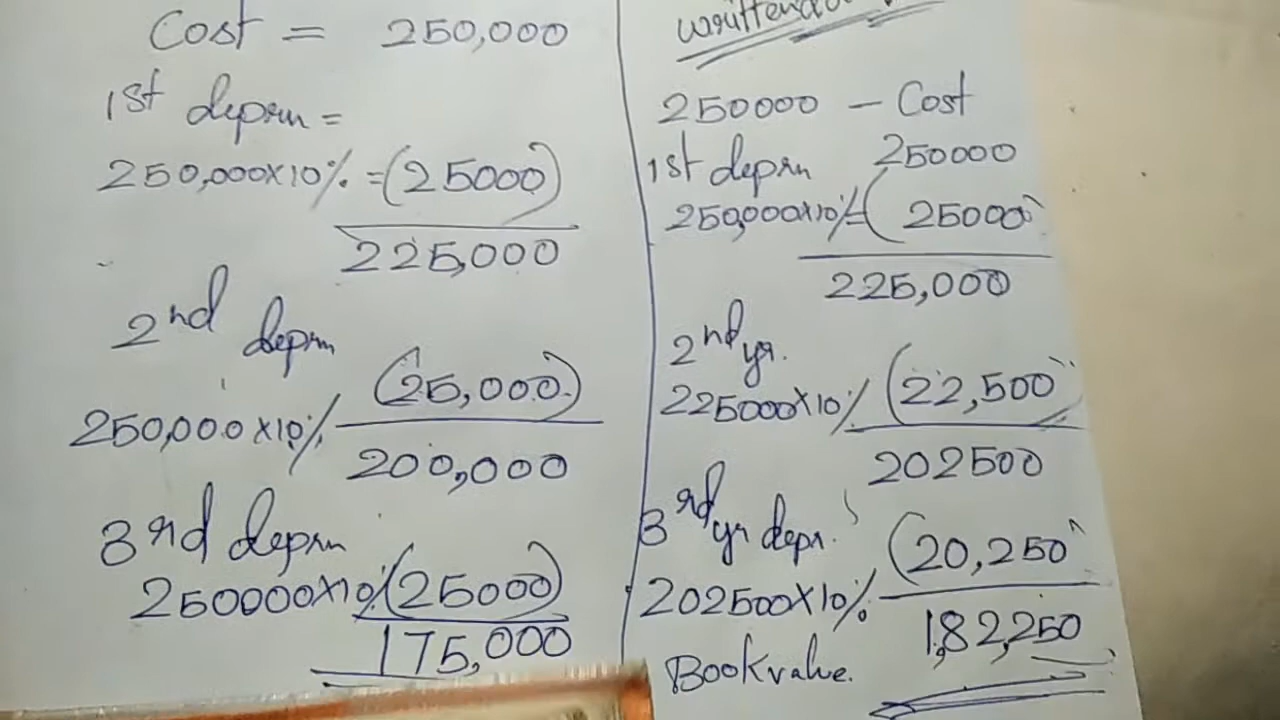 Cost = 250,000
1st deprn =
250,000x10% = (25000)
225,000
2nd deprn
(25,000)
250,000x10%
200,000
3rd deprn
250000x10% (25000)
175,000
250000 - Cost
1st deprn 250000
250,000x10% = (25000)
225,000
2nd yr.
225000x10% (22,500)
202500
3rd yr depr.
(20,250)
202500x10%
1,82,250
Book value.